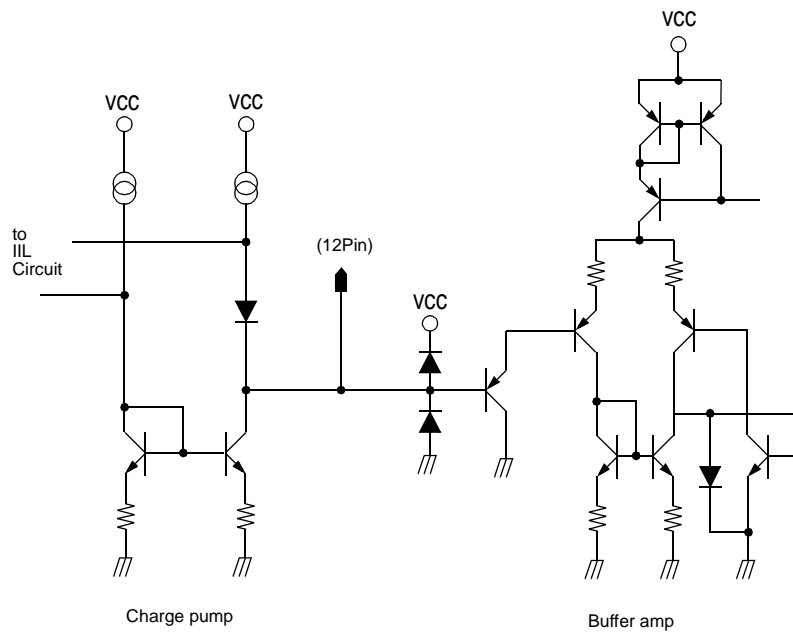 VCC
VCC
VCC
to
IIL
Circuit
(12Pin)
VCC
Charge pump
Buffer amp